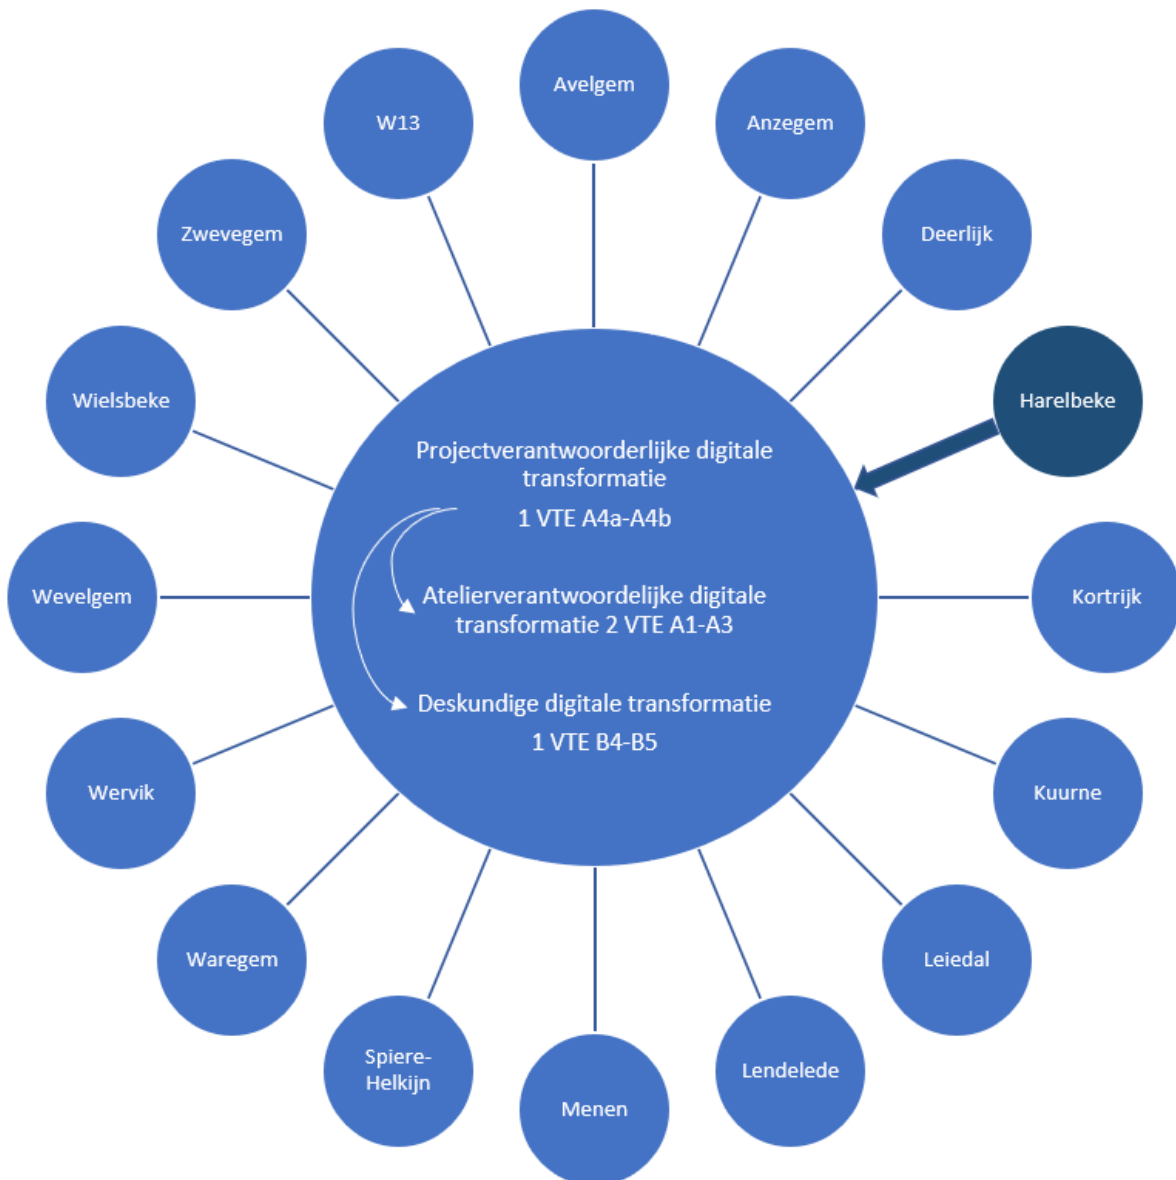 Avelgem
W13
Anzegem
Zwevegem
Deerlijk
Wielsbeke
Harelbeke
Projectverantwoorderlijke digitale
transformatie
1 VTE A4a-A4b
Wevelgem
Atelierverantwoordelijke digitale
transformatie 2 VTE A1-A3
Kortrijk
Deskundige digitale transformatie
1 VTE B4-B5
Wervik
Kuurne
Waregem
Leiedal
Spiere-
Helkijn
Lendelede
Menen